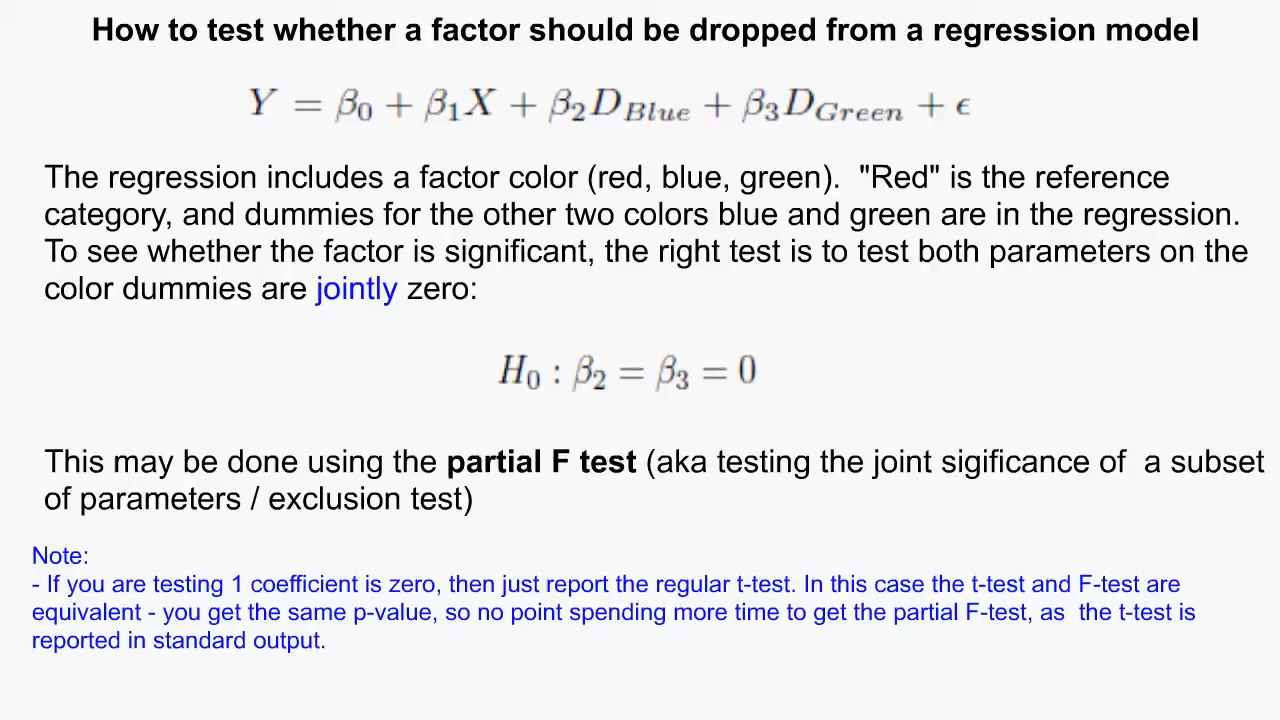 How to test whether a factor should be dropped from a regression model
Y = β₀ + β₁X + β₂D_Blue + β₃D_Green + ϵ
The regression includes a factor color (red, blue, green).  "Red" is the reference
category, and dummies for the other two colors blue and green are in the regression.
To see whether the factor is significant, the right test is to test both parameters on the
color dummies are jointly zero:
H₀ : β₂ = β₃ = 0
This may be done using the partial F test (aka testing the joint sigificance of  a subset
of parameters / exclusion test)
Note:
- If you are testing 1 coefficient is zero, then just report the regular t-test. In this case the t-test and F-test are
equivalent - you get the same p-value, so no point spending more time to get the partial F-test, as  the t-test is
reported in standard output.